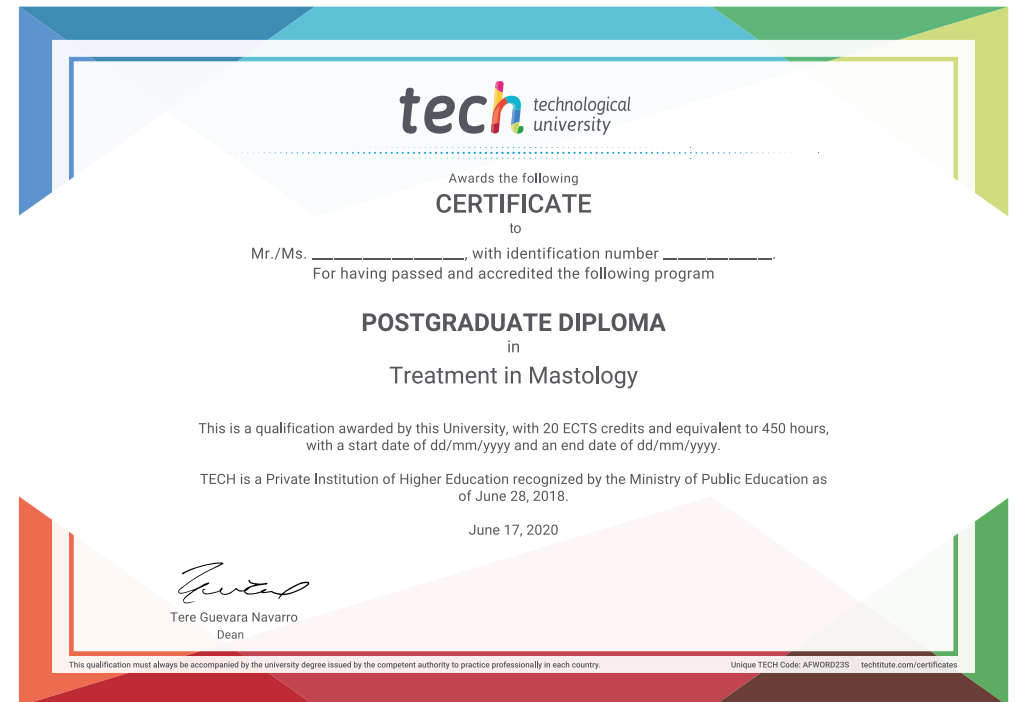 tech technological
university
Awards the following
CERTIFICATE
to
Mr./Ms. ____________________, with identification number ______________.
For having passed and accredited the following program
POSTGRADUATE DIPLOMA
in
Treatment in Mastology
This is a qualification awarded by this University, with 20 ECTS credits and equivalent to 450 hours,
with a start date of dd/mm/yyyy and an end date of dd/mm/yyyy.
TECH is a Private Institution of Higher Education recognized by the Ministry of Public Education as
of June 28, 2018.
June 17, 2020
Tere Guevara Navarro
Dean
This qualification must always be accompanied by the university degree issued by the competent authority to practice professionally in each country.
Unique TECH Code: AFWORD23S techtitute.com/certificates